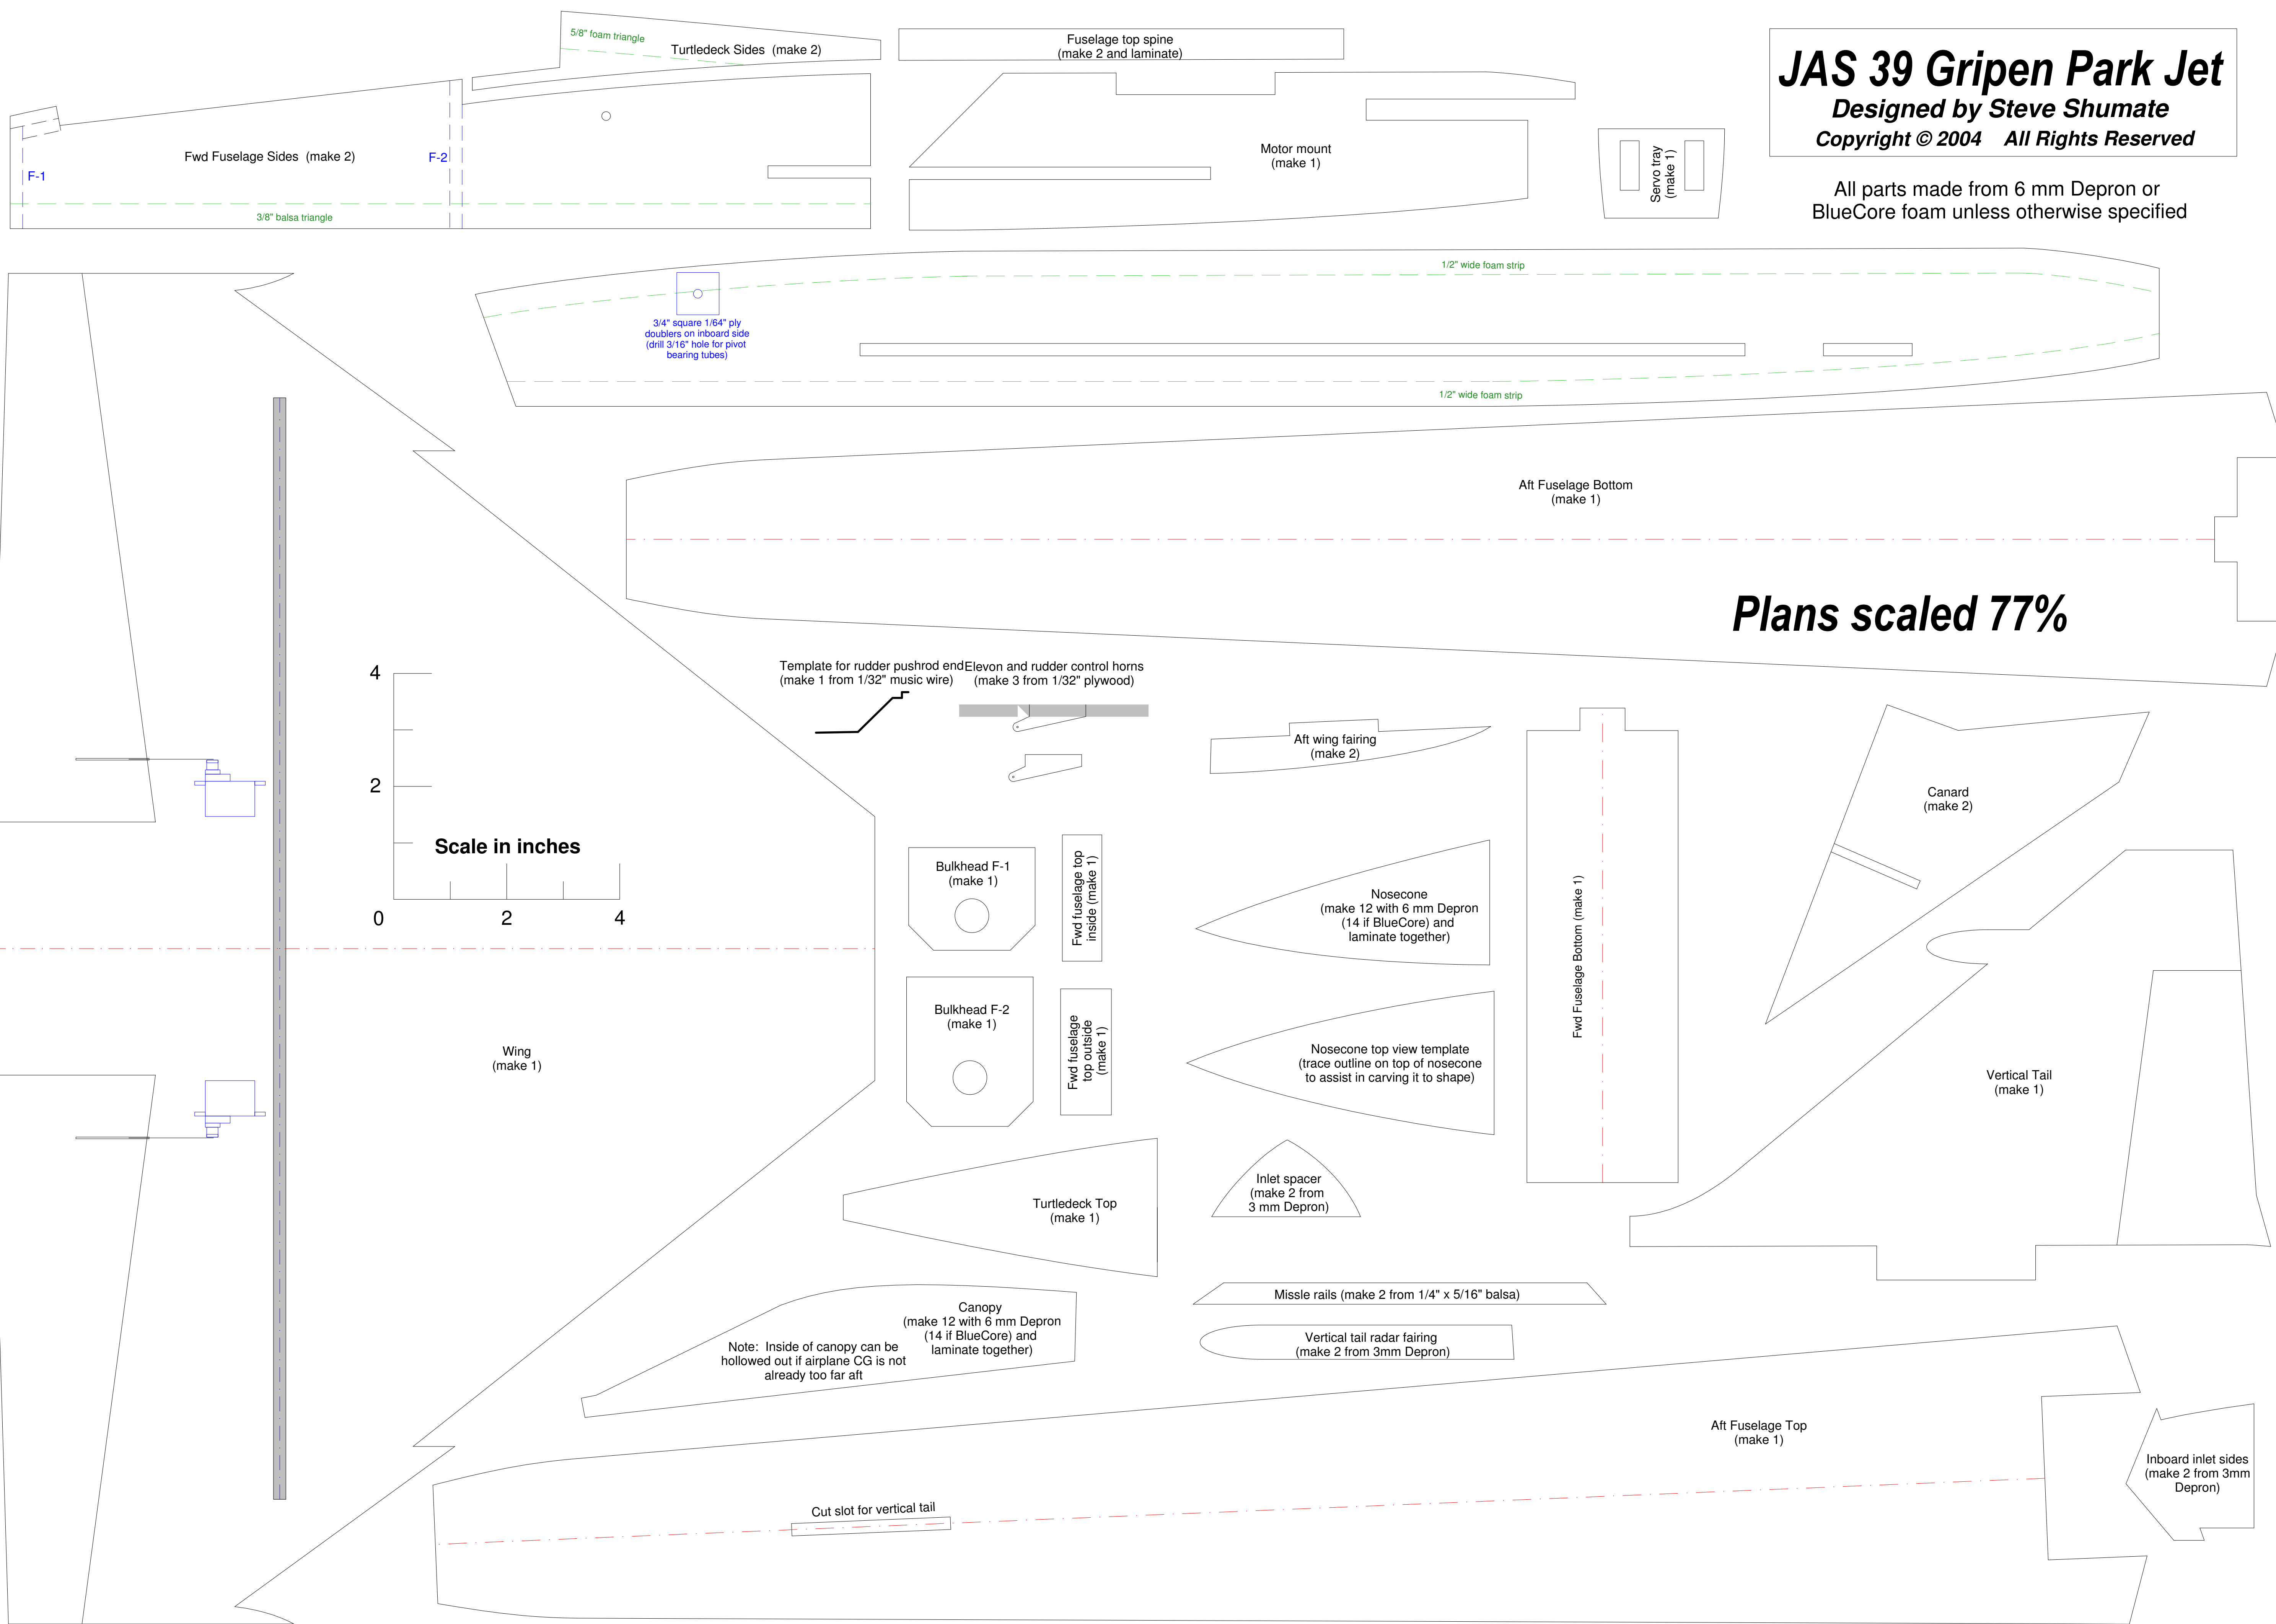 5/8" foam triangle
Turtledeck Sides (make 2)
Fuselage top spine
(make 2 and laminate)
JAS 39 Gripen Park Jet
Designed by Steve Shumate
Copyright © 2004 All Rights Reserved
All parts made from 6 mm Depron or
BlueCore foam unless otherwise specified
Fwd Fuselage Sides (make 2)
F-1
F-2
3/8" balsa triangle
Motor mount
(make 1)
Servo tray
(make 1)
1/2" wide foam strip
3/4" square 1/64" ply
doublers on inboard side
(drill 3/16" hole for pivot
bearing tubes)
1/2" wide foam strip
Aft Fuselage Bottom
(make 1)
Plans scaled 77%
Template for rudder pushrod end
(make 1 from 1/32" music wire)
Elevon and rudder control horns
(make 3 from 1/32" plywood)
4
2
Scale in inches
0
2
4
Aft wing fairing
(make 2)
Canard
(make 2)
Bulkhead F-1
(make 1)
Fwd fuselage top
inside (make 1)
Nosecone
(make 12 with 6 mm Depron
(14 if BlueCore) and
laminate together)
Fwd Fuselage Bottom (make 1)
Bulkhead F-2
(make 1)
Fwd fuselage
top outside
(make 1)
Nosecone top view template
(trace outline on top of nosecone
to assist in carving it to shape)
Wing
(make 1)
Vertical Tail
(make 1)
Turtledeck Top
(make 1)
Inlet spacer
(make 2 from
3 mm Depron)
Missle rails (make 2 from 1/4" x 5/16" balsa)
Canopy
(make 12 with 6 mm Depron
(14 if BlueCore) and
laminate together)
Note: Inside of canopy can be
hollowed out if airplane CG is not
already too far aft
Vertical tail radar fairing
(make 2 from 3mm Depron)
Aft Fuselage Top
(make 1)
Inboard inlet sides
(make 2 from 3mm
Depron)
Cut slot for vertical tail